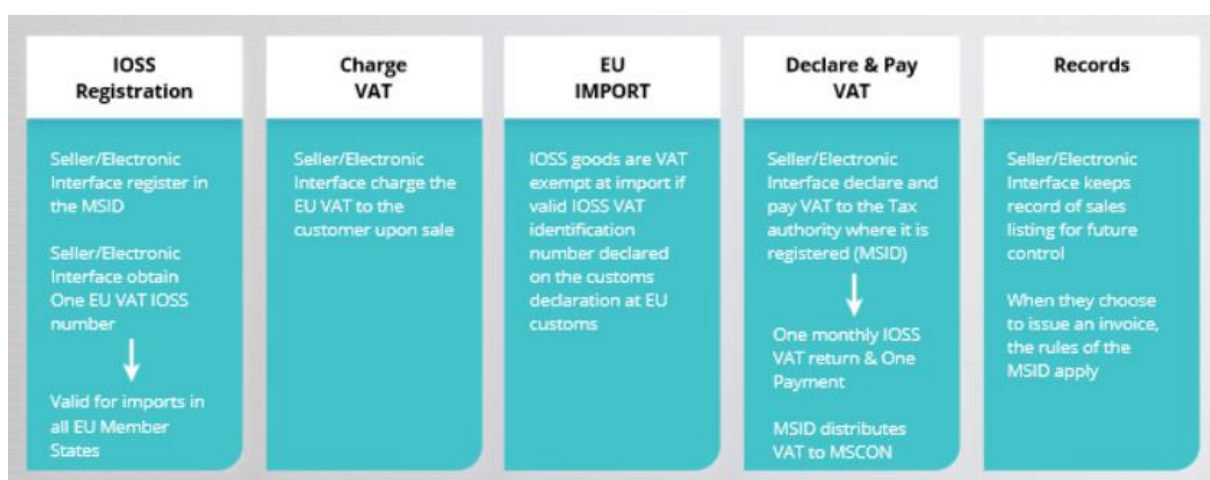 IOSS
Registration
Seller/Electronic
Interface register in
the MSID
Seller/Electronic
Interface obtain
One EU VAT IOSS
number
Valid for imports in
all EU Member
States
Charge
VAT
Seller/Electronic
Interface charge the
EU VAT to the
customer upon sale
EU
IMPORT
IOSS goods are VAT
exempt at import if
valid IOSS VAT
identification
number declared
on the customs
declaration at EU
customs
Declare & Pay
VAT
Seller/Electronic
Interface declare and
pay VAT to the Tax
authority where it is
registered (MSID)
One monthly IOSS
VAT return & One
Payment
MSID distributes
VAT to MSCON
Records
Seller/Electronic
Interface keeps
record of sales
listing for future
control
When they choose
to issue an invoice,
the rules of the
MSID apply